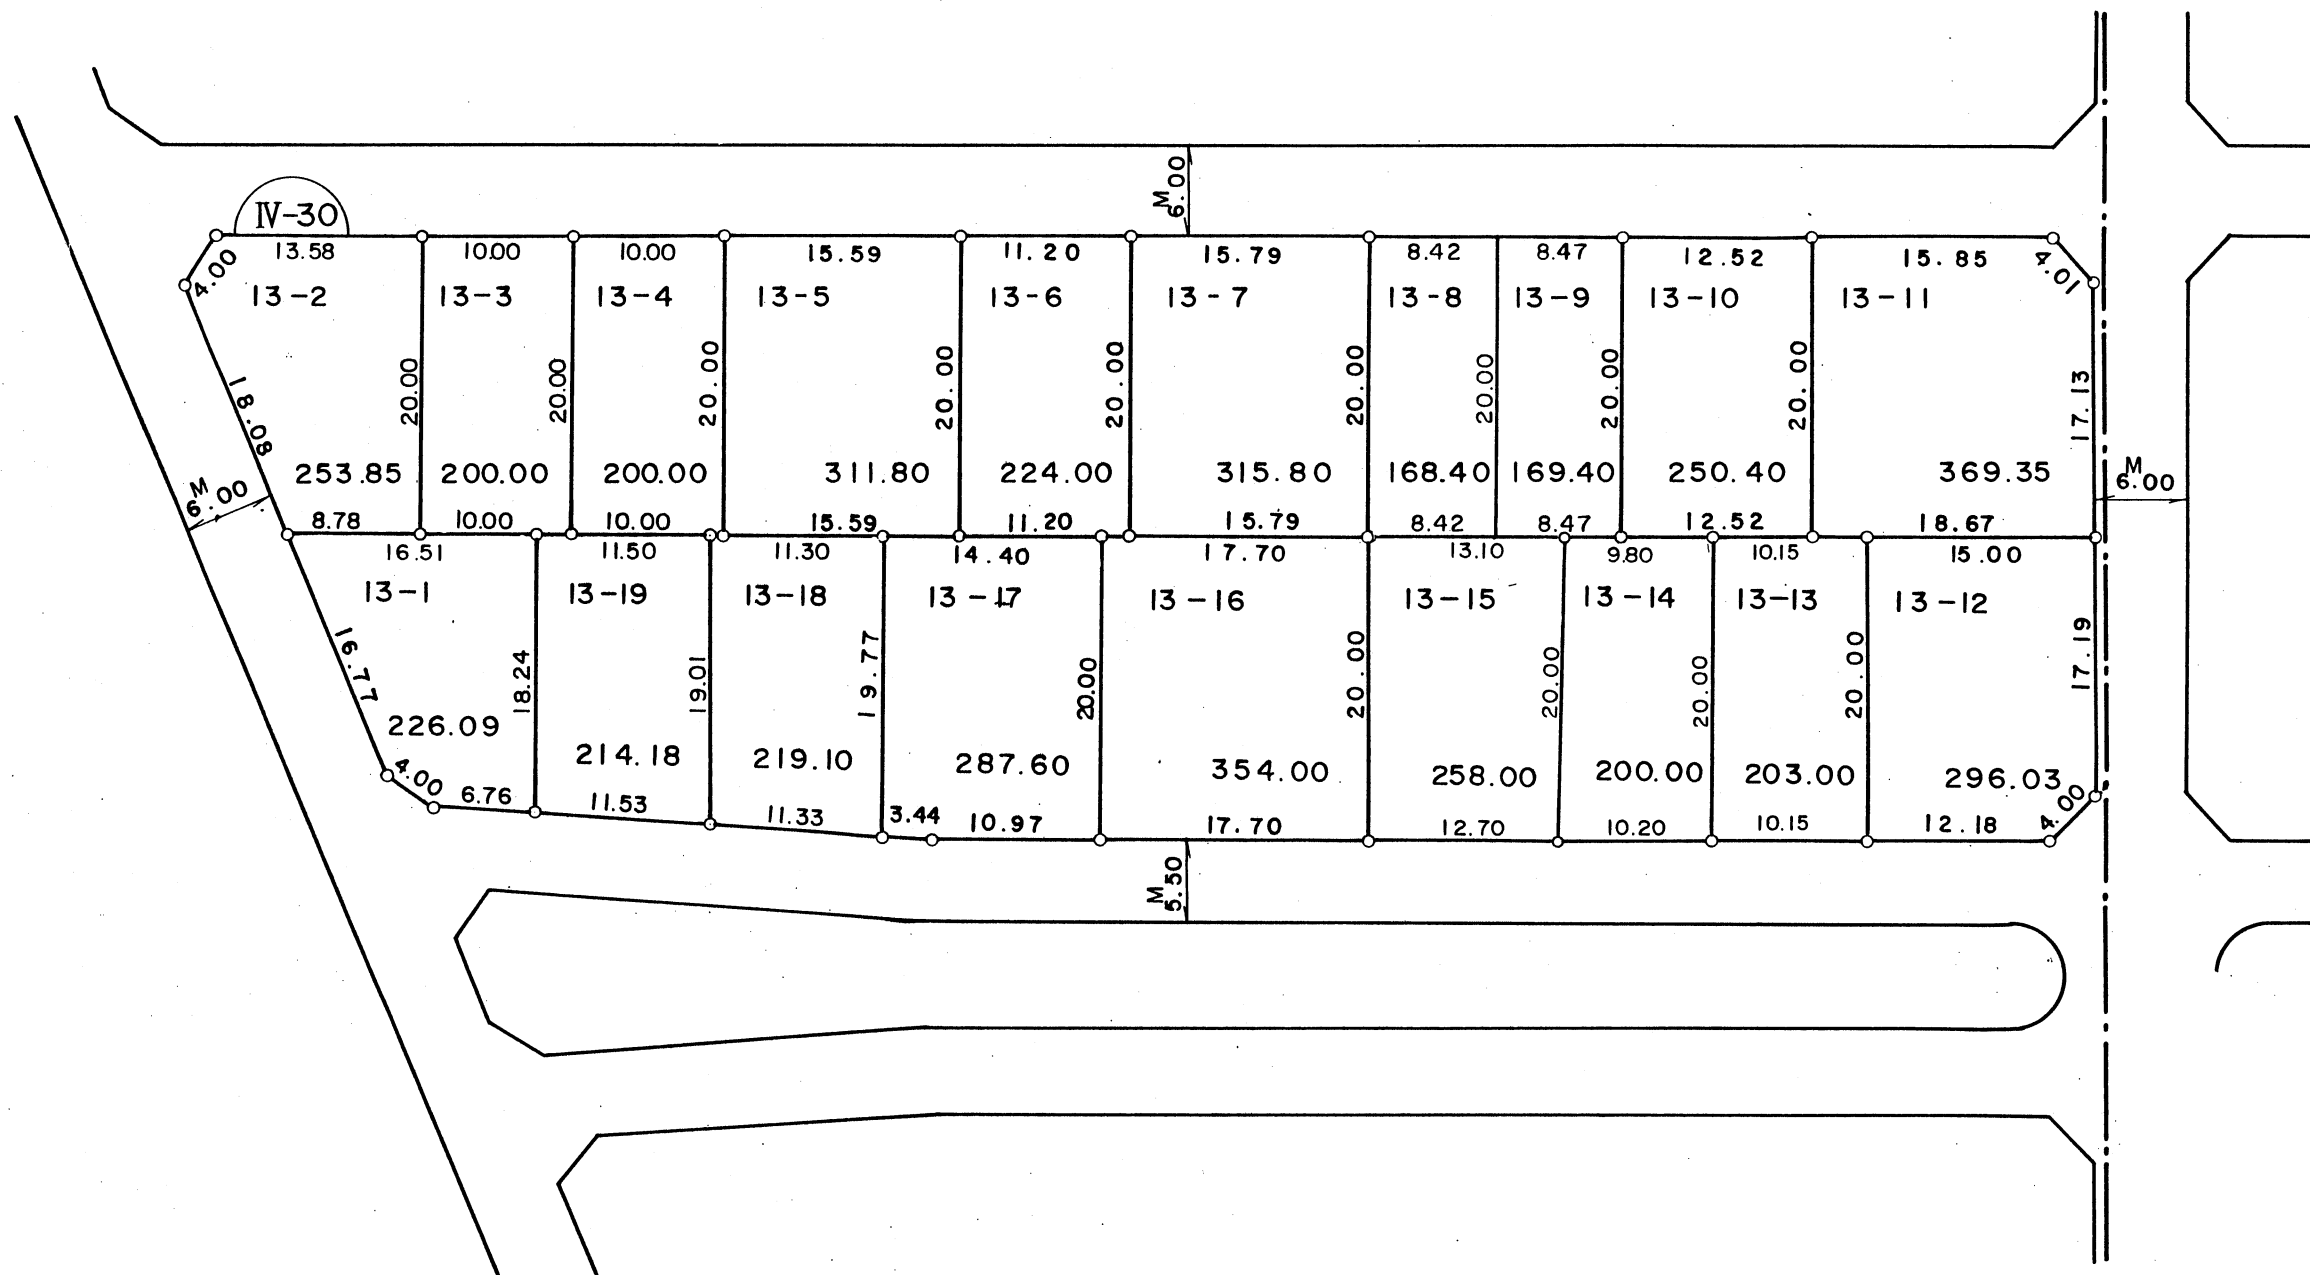 M
6.00
IV-30
13.58 10.00 10.00 15.59 11.20 15.79 8.42 8.47 12.52 15.85
4.00 4.01
13-2 13-3 13-4 13-5 13-6 13-7 13-8 13-9 13-10 13-11
18.08 20.00 20.00 20.00 20.00 20.00 20.00 20.00 20.00 20.00 17.13
253.85 200.00 200.00 311.80 224.00 315.80 168.40 169.40 250.40 369.35
M
6.00
M
6.00
8.78 10.00 10.00 15.59 11.20 15.79 8.42 8.47 12.52 18.67
16.51 11.50 11.30 14.40 17.70 13.10 9.80 10.15 15.00
13-1 13-19 13-18 13-17 13-16 13-15 13-14 13-13 13-12
16.77 18.24 19.01 19.77 20.00 20.00 20.00 20.00 20.00 17.19
226.09 214.18 219.10 287.60 354.00 258.00 200.00 203.00 296.03
4.00 4.00
6.76 11.53 11.33 3.44 10.97 17.70 12.70 10.20 10.15 12.18
M
5.50